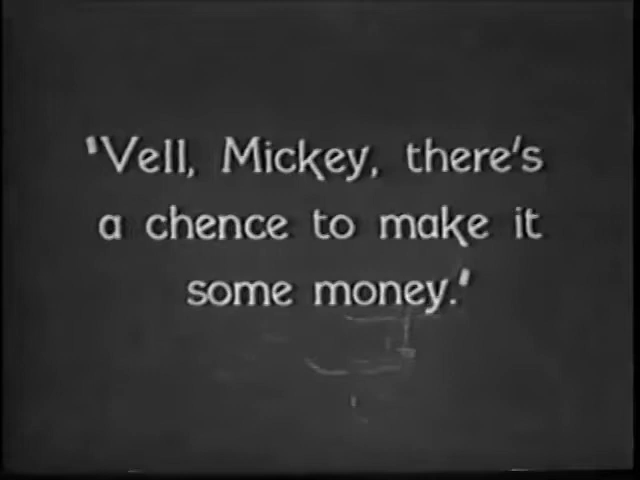 'Vell, Mickey, there's
a chence to make it
some money.'